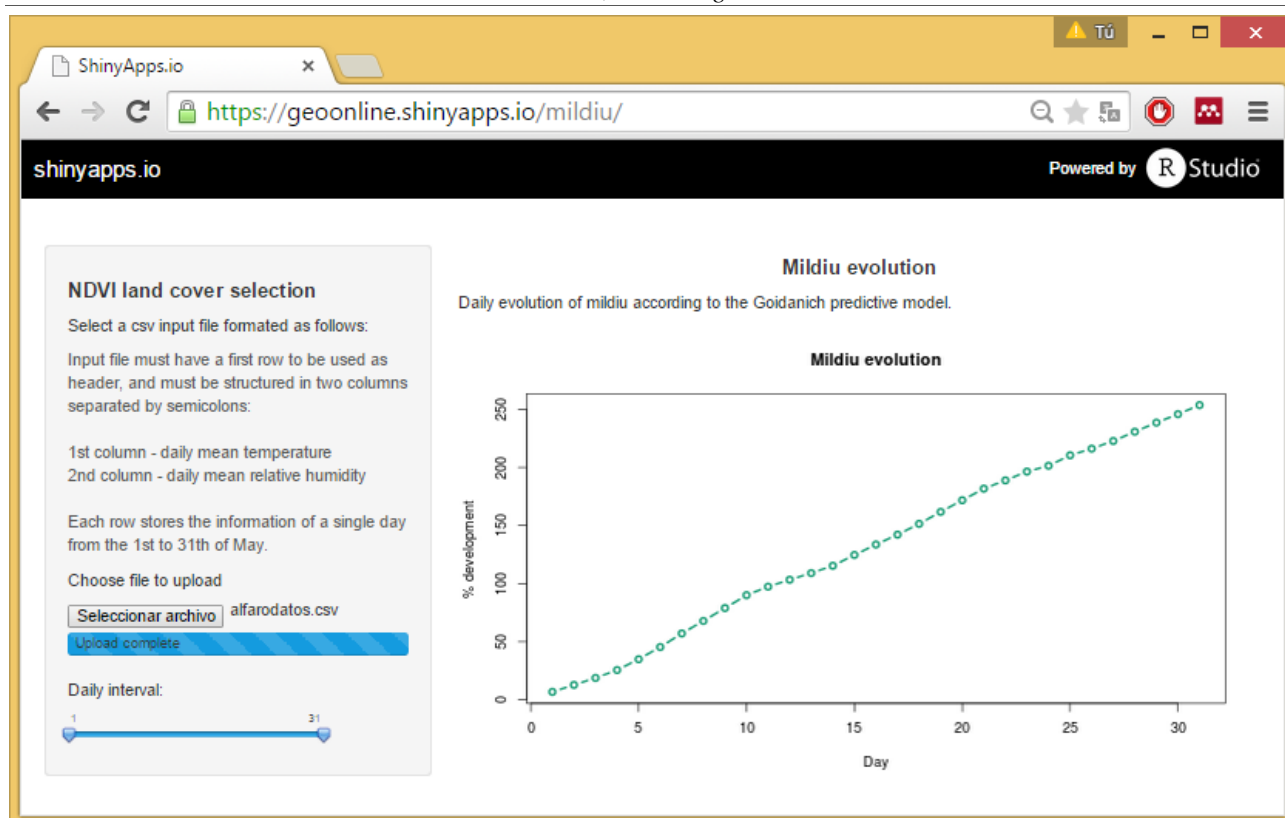 Tú
ShinyApps.io
https://geoonline.shinyapps.io/mildiu/
shinyapps.io
Powered by R Studio
NDVI land cover selection
Select a csv input file formated as follows:
Input file must have a first row to be used as
header, and must be structured in two columns
separated by semicolons:
1st column - daily mean temperature
2nd column - daily mean relative humidity
Each row stores the information of a single day
from the 1st to 31th of May.
Choose file to upload
Seleccionar archivo alfarodatos.csv
Upload complete
Daily interval:
1 31
Mildiu evolution
Daily evolution of mildiu according to the Goidanich predictive model.
Mildiu evolution
% development
250
200
150
100
50
0
0 5 10 15 20 25 30
Day